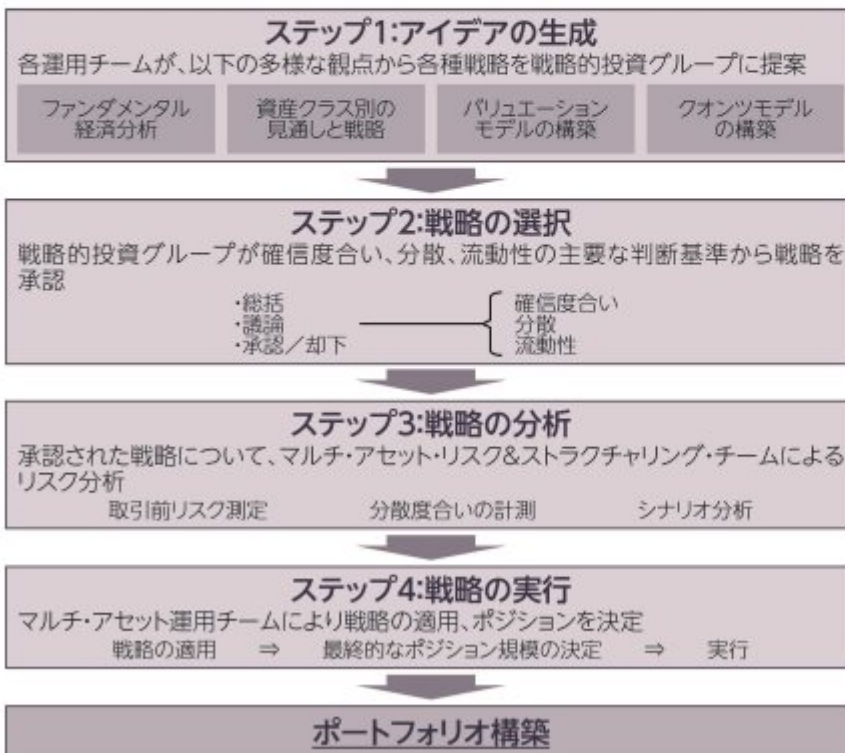 ステップ1:アイデアの生成
各運用チームが、以下の多様な観点から各種戦略を戦略的投資グループに提案
ファンダメンタル
経済分析
資産クラス別の
見通しと戦略
バリュエーション
モデルの構築
クオンツモデル
の構築
ステップ2:戦略の選択
戦略的投資グループが確信度合い、分散、流動性の主要な判断基準から戦略を
承認
・総括
・議論
・承認／却下
確信度合い
分散
流動性
ステップ3:戦略の分析
承認された戦略について、マルチ・アセット・リスク&ストラクチャリング・チームによる
リスク分析
取引前リスク測定 分散度合いの計測 シナリオ分析
ステップ4:戦略の実行
マルチ・アセット運用チームにより戦略の適用、ポジションを決定
戦略の適用 ⇒ 最終的なポジション規模の決定 ⇒ 実行
ポートフォリオ構築